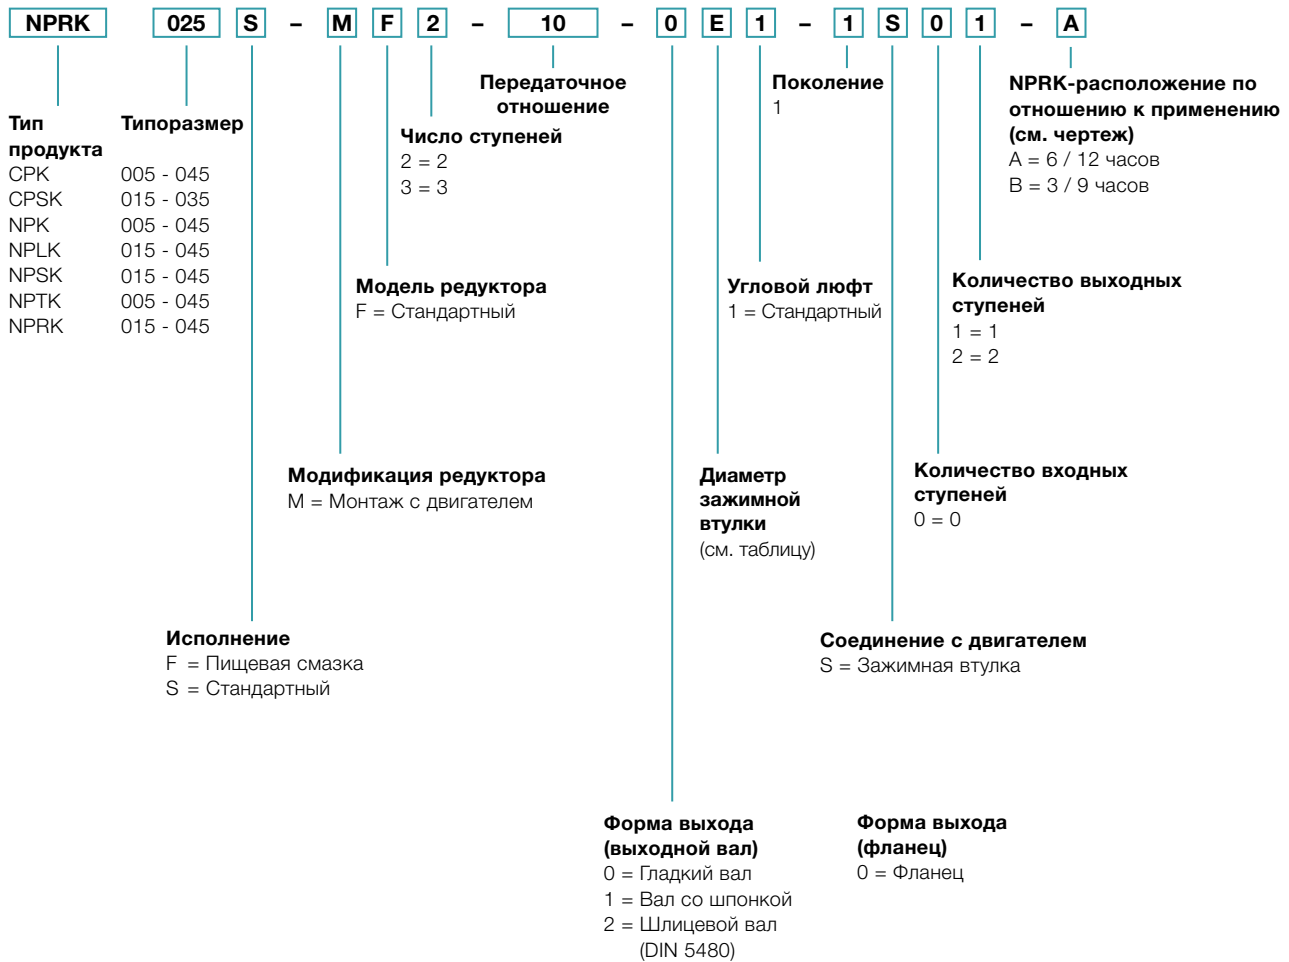 NPRK 025 S – M F 2 – 10 – 0 E 1 – 1 S 0 1 – A
Тип
продукта
CPK
CPSK
NPK
NPLK
NPSK
NPTK
NPRK
Типоразмер
005 - 045
015 - 035
005 - 045
015 - 045
015 - 045
005 - 045
015 - 045
Исполнение
F = Пищевая смазка
S = Стандартный
Модификация редуктора
M = Монтаж с двигателем
Модель редуктора
F = Стандартный
Число ступеней
2 = 2
3 = 3
Передаточное
отношение
Форма выхода
(выходной вал)
0 = Гладкий вал
1 = Вал со шпонкой
2 = Шлицевой вал
(DIN 5480)
Форма выхода
(фланец)
0 = Фланец
Диаметр
зажимной
втулки
(см. таблицу)
Угловой люфт
1 = Стандартный
Поколение
1
Соединение с двигателем
S = Зажимная втулка
Количество входных
ступеней
0 = 0
Количество выходных
ступеней
1 = 1
2 = 2
NPRK-расположение по
отношению к применению
(см. чертеж)
A = 6 / 12 часов
B = 3 / 9 часов